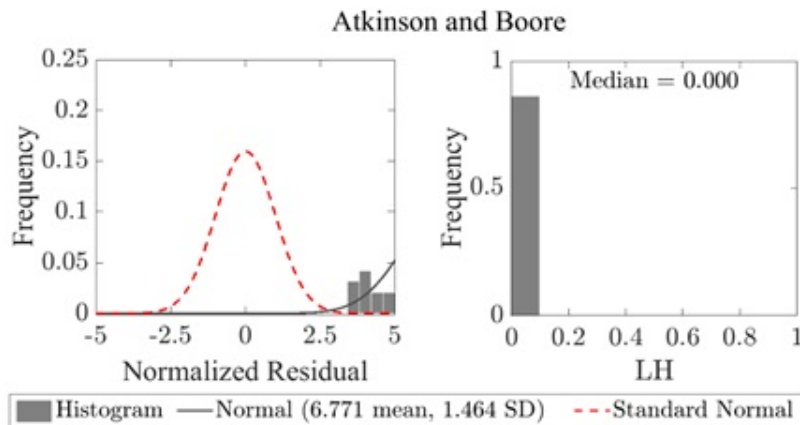 Atkinson and Boore
Frequency
0.25
0.2
0.15
0.1
0.05
0
-5
-2.5
0
2.5
5
Normalized Residual
Median = 0.000
Frequency
1
0.5
0
0
0.2
0.4
0.6
0.8
1
LH
Histogram
Normal (6.771 mean, 1.464 SD)
Standard Normal